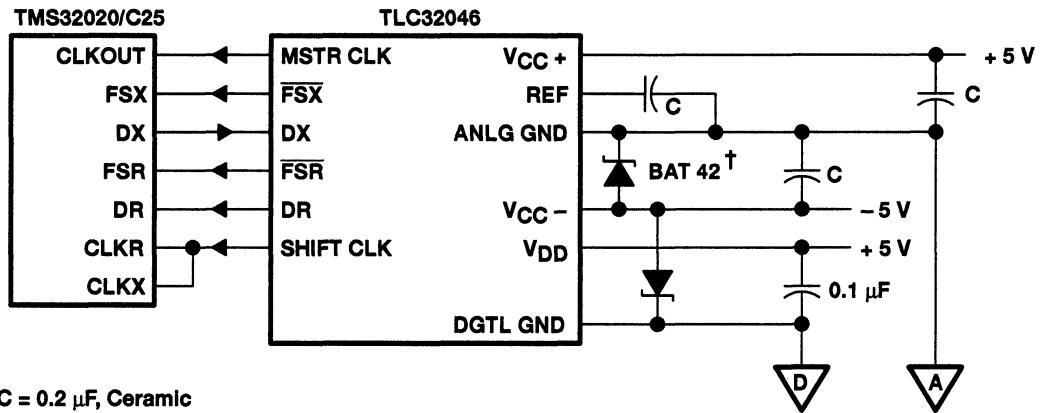 TMS32020/C25
TLC32046
CLKOUT
MSTR CLK
VCC +
+ 5 V
FSX
FSX
REF
C
C
DX
DX
ANLG GND
FSR
FSR
BAT 42 †
C
DR
DR
VCC –
– 5 V
CLKR
SHIFT CLK
VDD
+ 5 V
CLKX
0.1 μF
DGTL GND
D
A
C = 0.2 μF, Ceramic